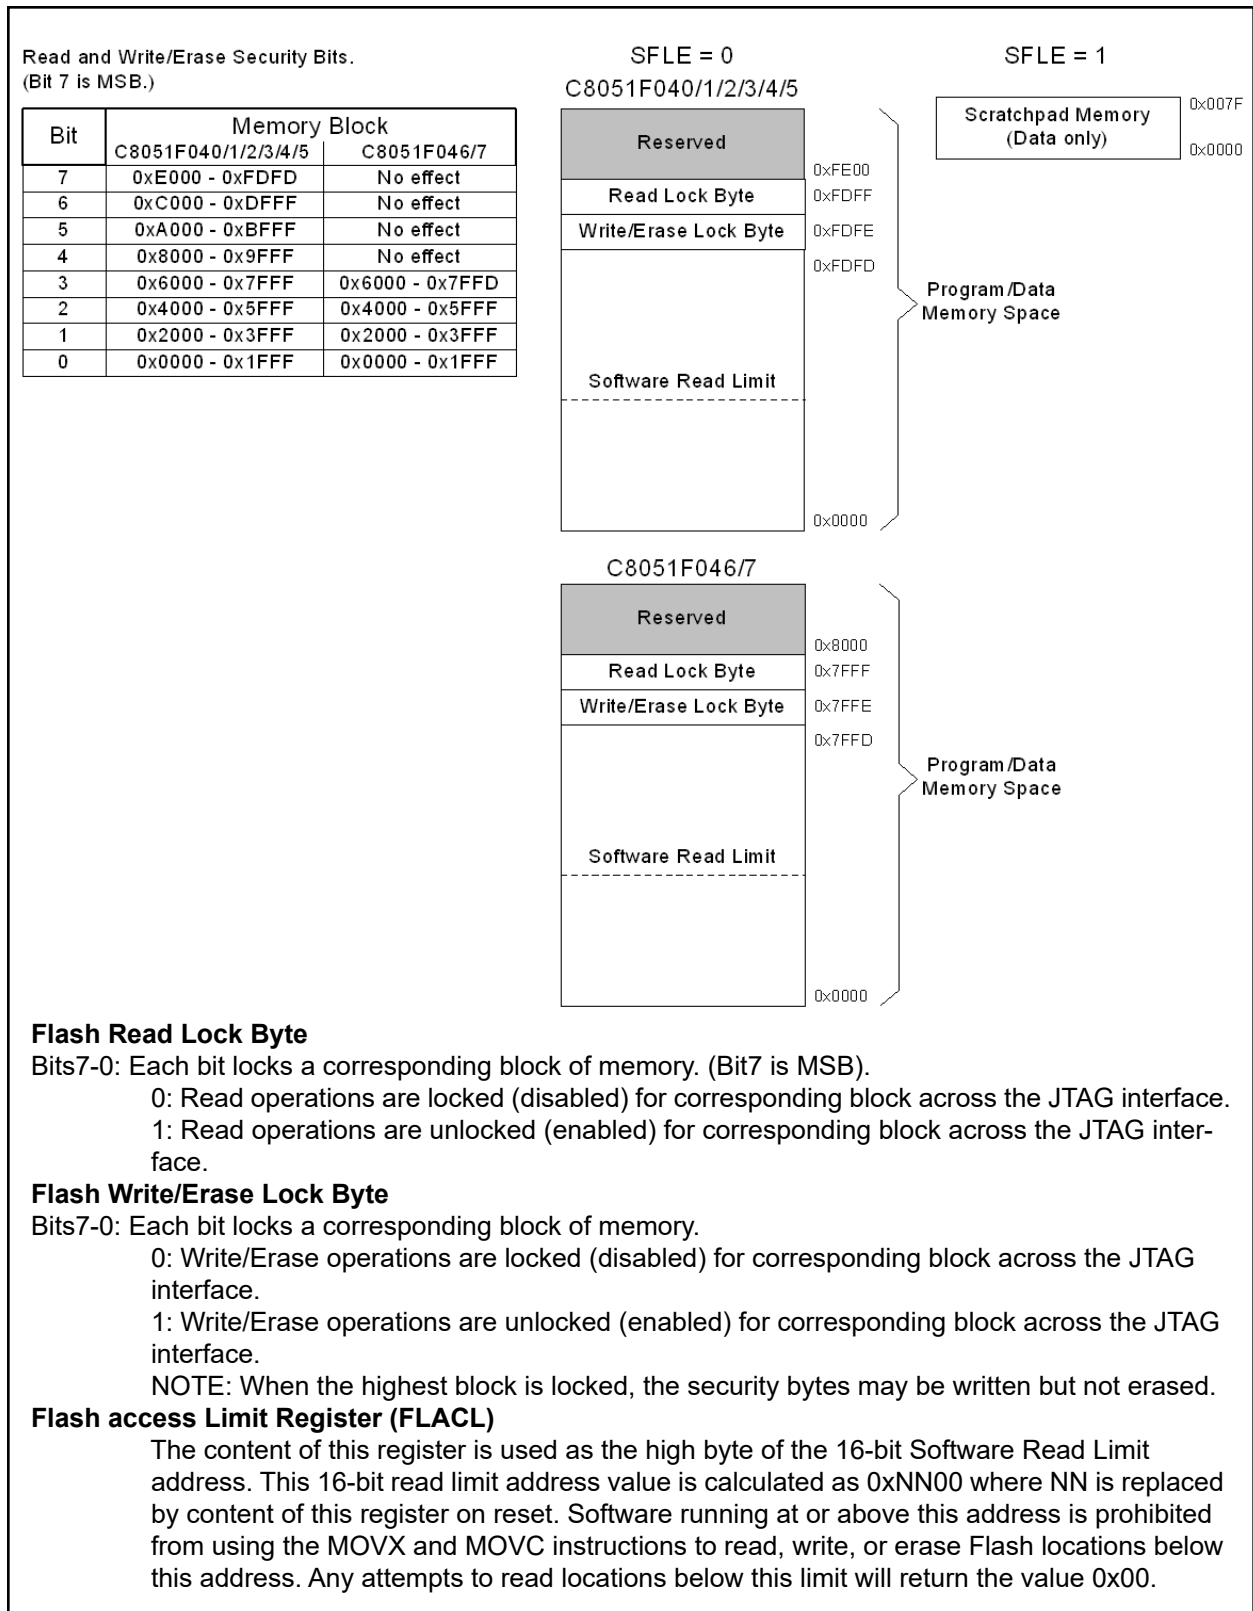 Read and Write/Erase Security Bits.
(Bit 7 is MSB.)
Bit Memory Block
C8051F040/1/2/3/4/5 C8051F046/7
7 0xE000 - 0xFDFD No effect
6 0xC000 - 0xDFFF No effect
5 0xA000 - 0xBFFF No effect
4 0x8000 - 0x9FFF No effect
3 0x6000 - 0x7FFF 0x6000 - 0x7FFD
2 0x4000 - 0x5FFF 0x4000 - 0x5FFF
1 0x2000 - 0x3FFF 0x2000 - 0x3FFF
0 0x0000 - 0x1FFF 0x0000 - 0x1FFF
SFLE = 0
C8051F040/1/2/3/4/5
Reserved
0xFE00
Read Lock Byte 0xFDFF
Write/Erase Lock Byte 0xFDFE
0xFDFD
Software Read Limit
0x0000
Program/Data
Memory Space
SFLE = 1
Scratchpad Memory
(Data only)
0x007F
0x0000
C8051F046/7
Reserved
0x8000
Read Lock Byte 0x7FFF
Write/Erase Lock Byte 0x7FFE
0x7FFD
Software Read Limit
0x0000
Program/Data
Memory Space
Flash Read Lock Byte
Bits7-0: Each bit locks a corresponding block of memory. (Bit7 is MSB).
0: Read operations are locked (disabled) for corresponding block across the JTAG interface.
1: Read operations are unlocked (enabled) for corresponding block across the JTAG inter-
face.
Flash Write/Erase Lock Byte
Bits7-0: Each bit locks a corresponding block of memory.
0: Write/Erase operations are locked (disabled) for corresponding block across the JTAG
interface.
1: Write/Erase operations are unlocked (enabled) for corresponding block across the JTAG
interface.
NOTE: When the highest block is locked, the security bytes may be written but not erased.
Flash access Limit Register (FLACL)
The content of this register is used as the high byte of the 16-bit Software Read Limit
address. This 16-bit read limit address value is calculated as 0xNN00 where NN is replaced
by content of this register on reset. Software running at or above this address is prohibited
from using the MOVX and MOVC instructions to read, write, or erase Flash locations below
this address. Any attempts to read locations below this limit will return the value 0x00.